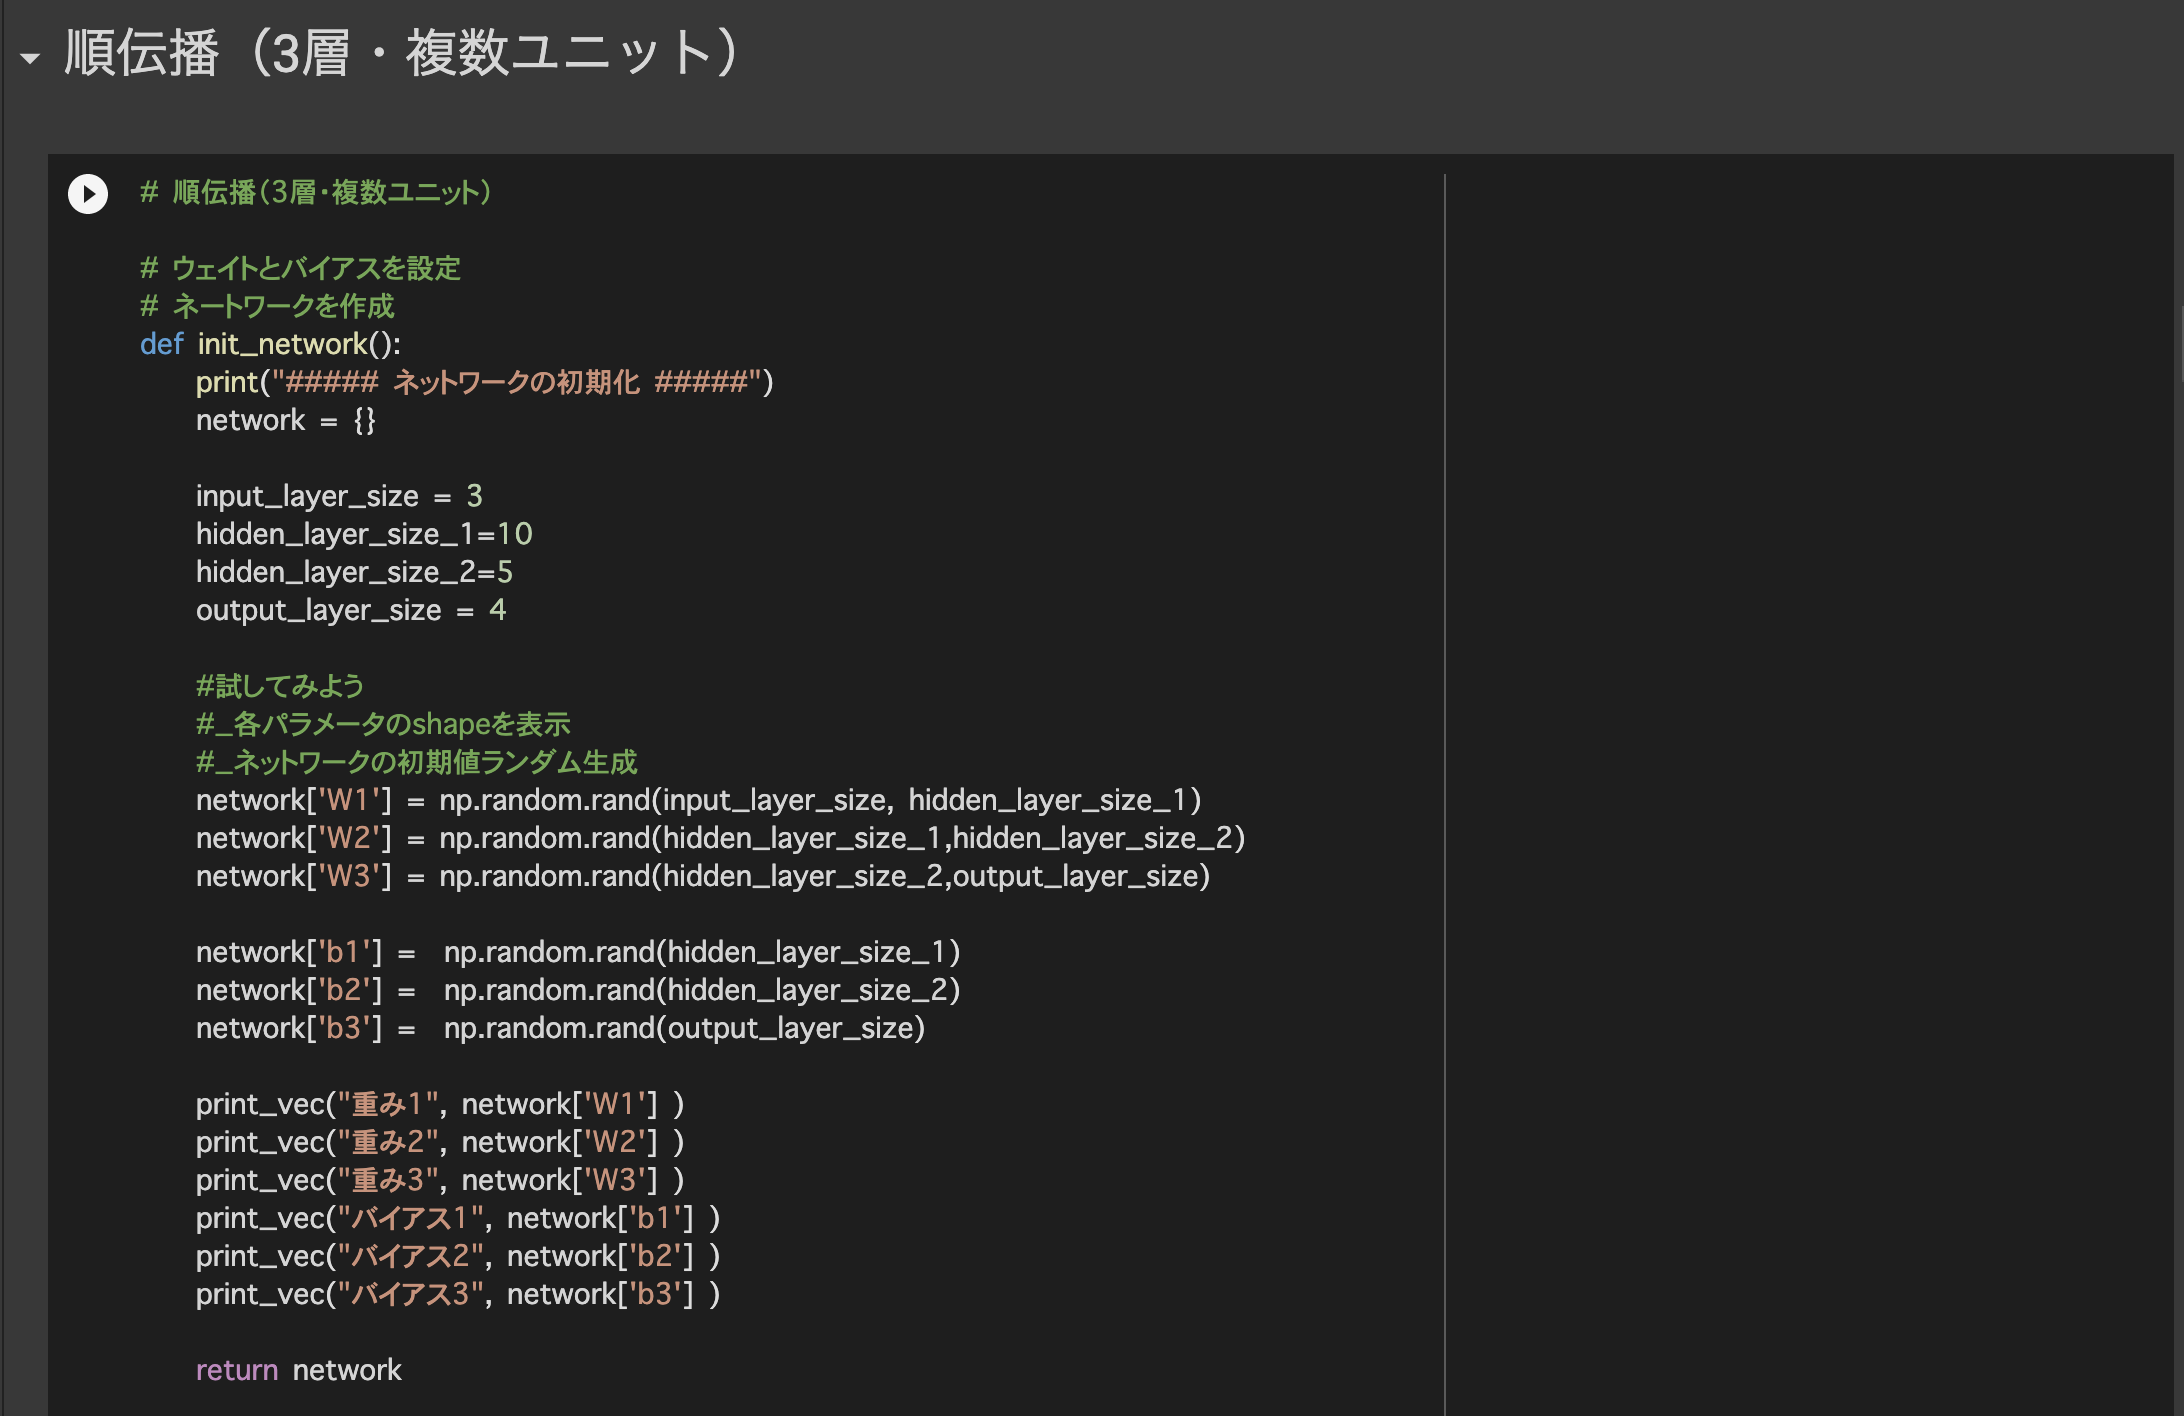 順伝播（3層・複数ユニット）
# 順伝播（3層・複数ユニット）
# ウェイトとバイアスを設定
# ネートワークを作成
def init_network():
print("##### ネットワークの初期化 #####")
network = {}
input_layer_size = 3
hidden_layer_size_1=10
hidden_layer_size_2=5
output_layer_size = 4
#試してみよう
#_各パラメータのshapeを表示
#_ネットワークの初期値ランダム生成
network['W1'] = np.random.rand(input_layer_size, hidden_layer_size_1)
network['W2'] = np.random.rand(hidden_layer_size_1,hidden_layer_size_2)
network['W3'] = np.random.rand(hidden_layer_size_2,output_layer_size)
network['b1'] =  np.random.rand(hidden_layer_size_1)
network['b2'] =  np.random.rand(hidden_layer_size_2)
network['b3'] =  np.random.rand(output_layer_size)
print_vec("重み1", network['W1'] )
print_vec("重み2", network['W2'] )
print_vec("重み3", network['W3'] )
print_vec("バイアス1", network['b1'] )
print_vec("バイアス2", network['b2'] )
print_vec("バイアス3", network['b3'] )
return network